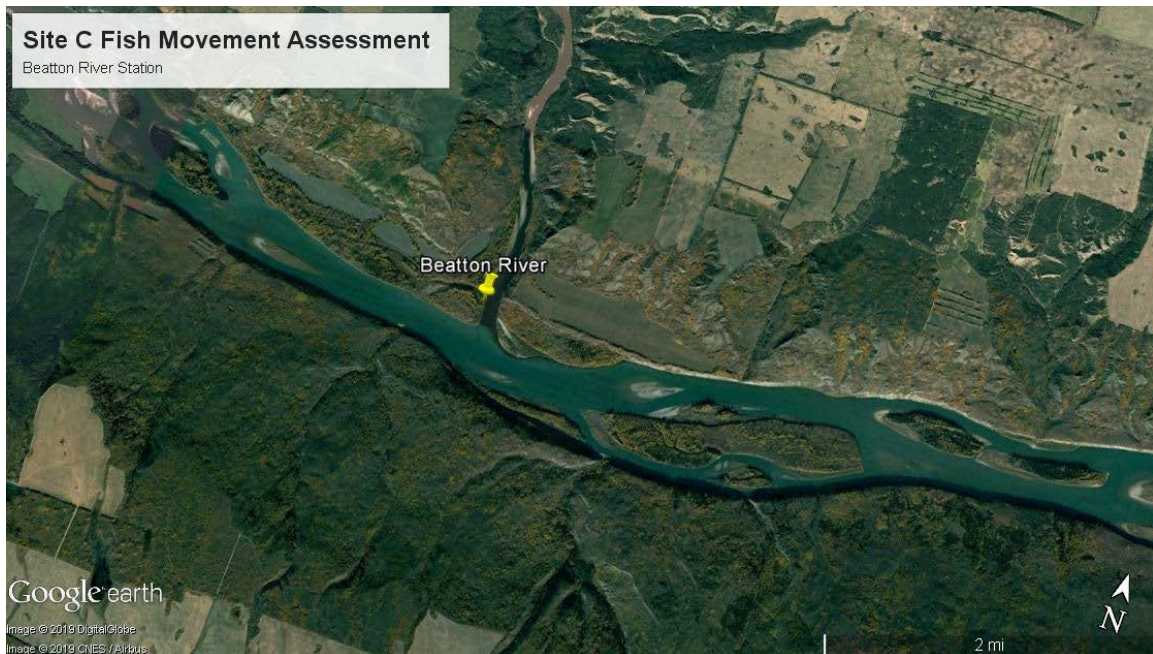 Site C Fish Movement Assessment
Beatton River Station
Beatton River
Google earth
Image © 2019 DigitalGlobe
Image © 2019 CNES / Airbus
N
2 mi